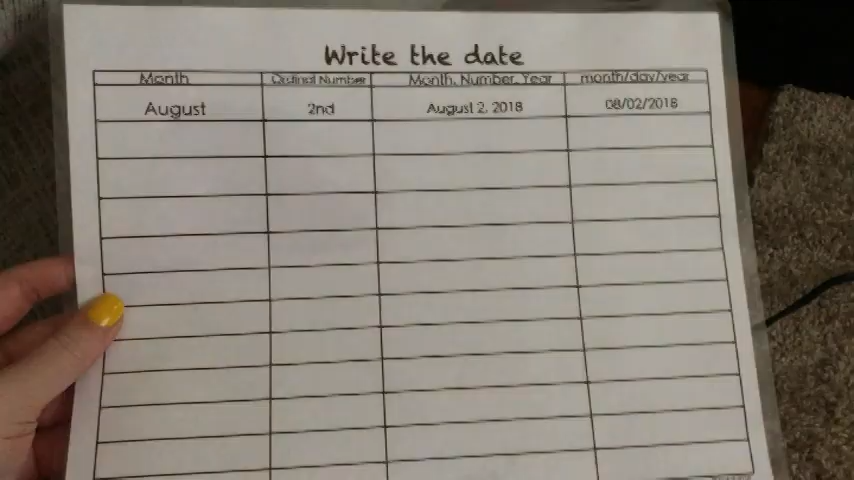 Write the date
Month Ordinal Number Month, Number, Year month/day/year
August 2nd August 2, 2018 08/02/2018